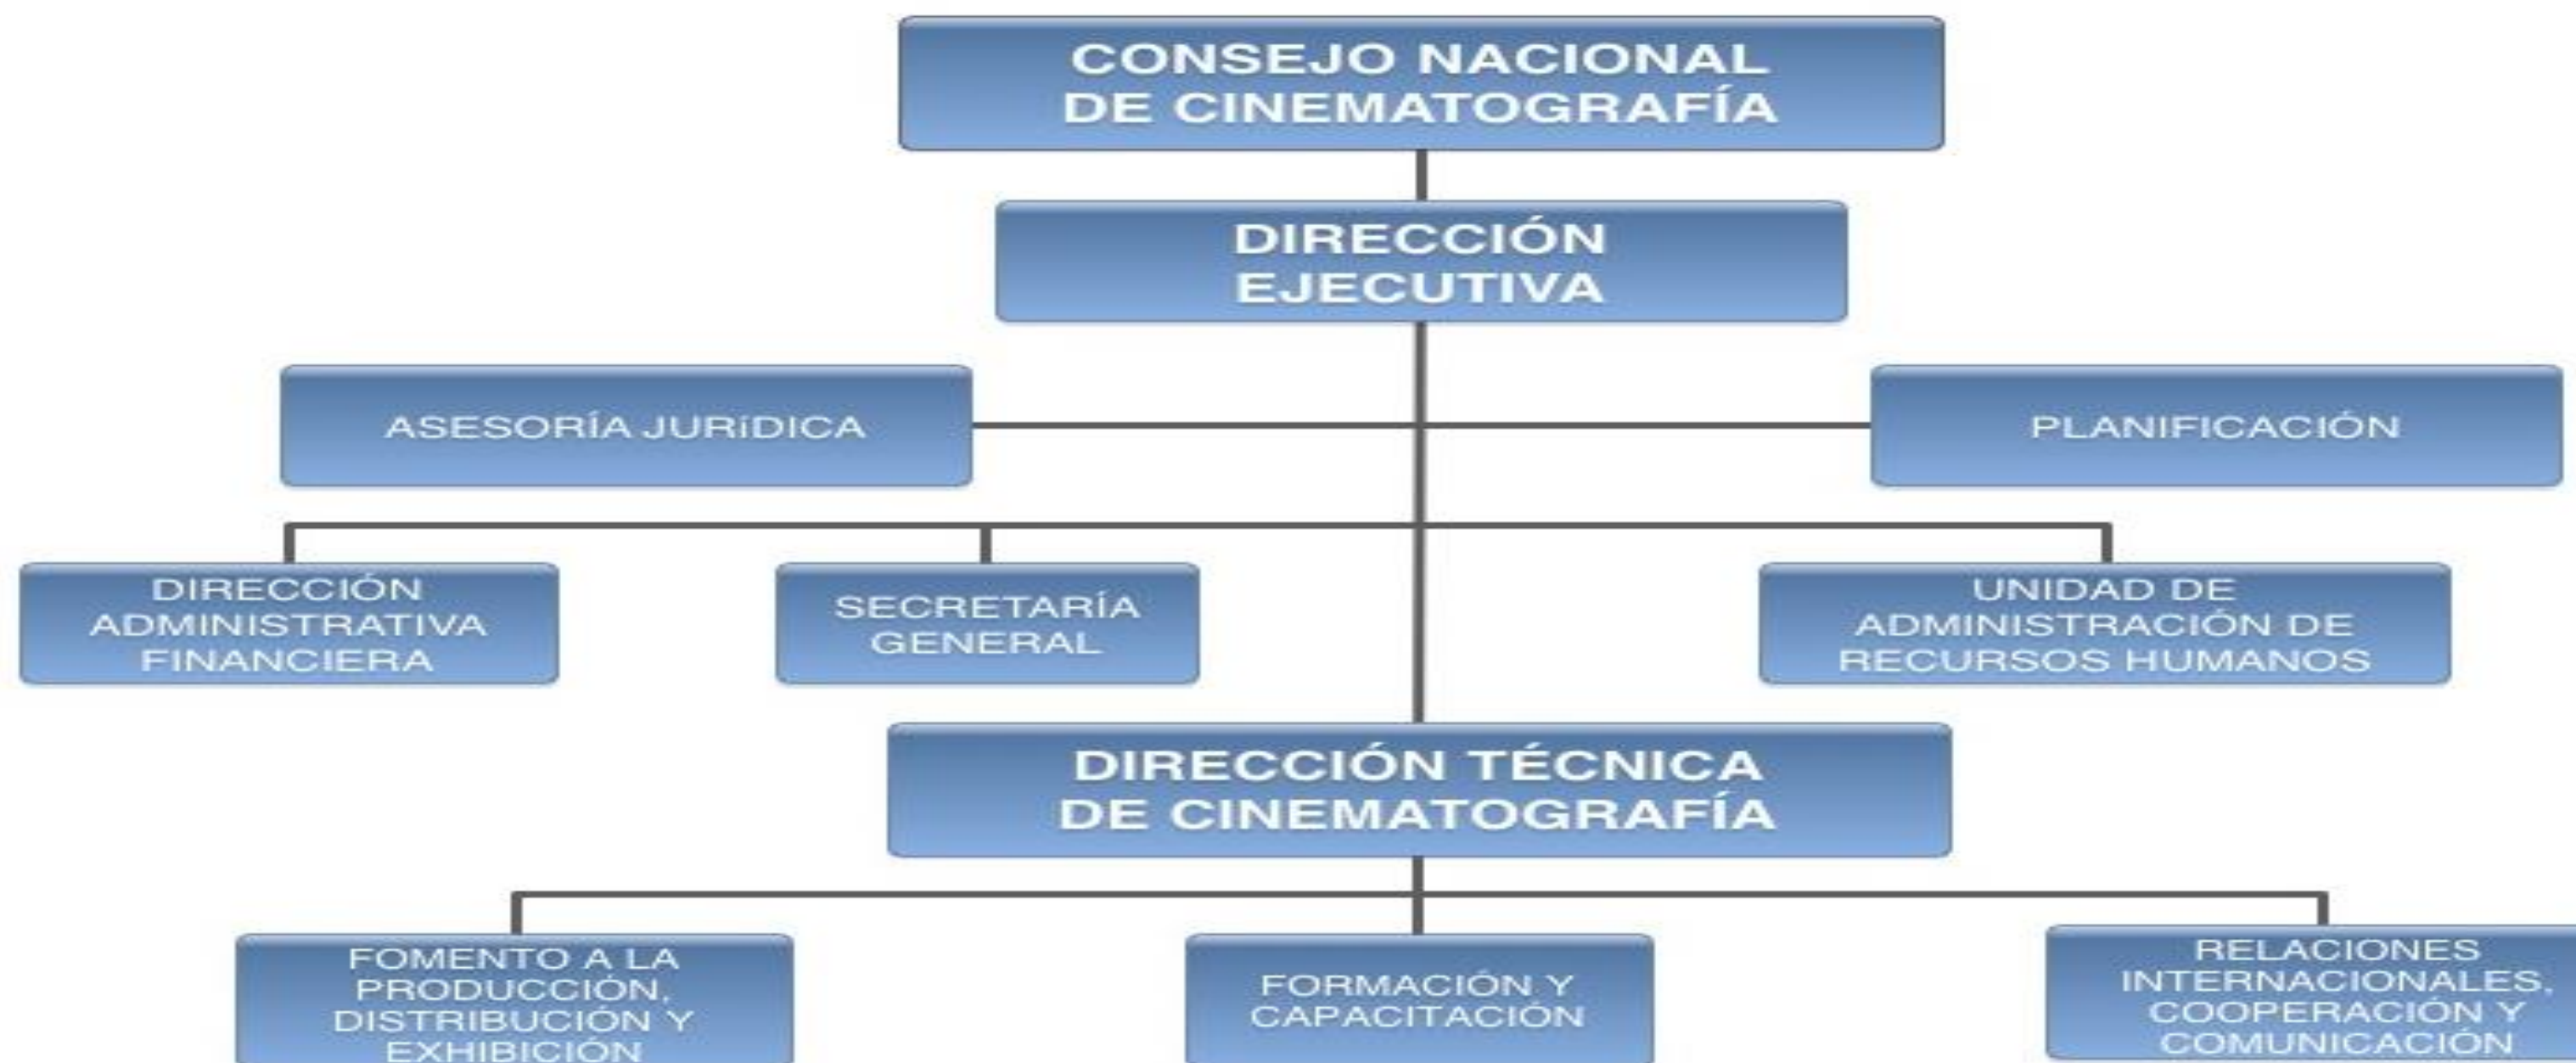 CONSEJO NACIONAL
DE CINEMATOGRAFÍA
DIRECCIÓN
EJECUTIVA
ASESORÍA JURíDICA
PLANIFICACIÓN
DIRECCIÓN
ADMINISTRATIVA
FINANCIERA
SECRETARÍA
GENERAL
UNIDAD DE
ADMINISTRACIÓN DE
RECURSOS HUMANOS
DIRECCIÓN TÉCNICA
DE CINEMATOGRAFÍA
FOMENTO A LA
PRODUCCIÓN,
DISTRIBUCIÓN Y
EXHIBICIÓN
FORMACIÓN Y
CAPACITACIÓN
RELACIONES
INTERNACIONALES,
COOPERACIÓN Y
COMUNICACIÓN